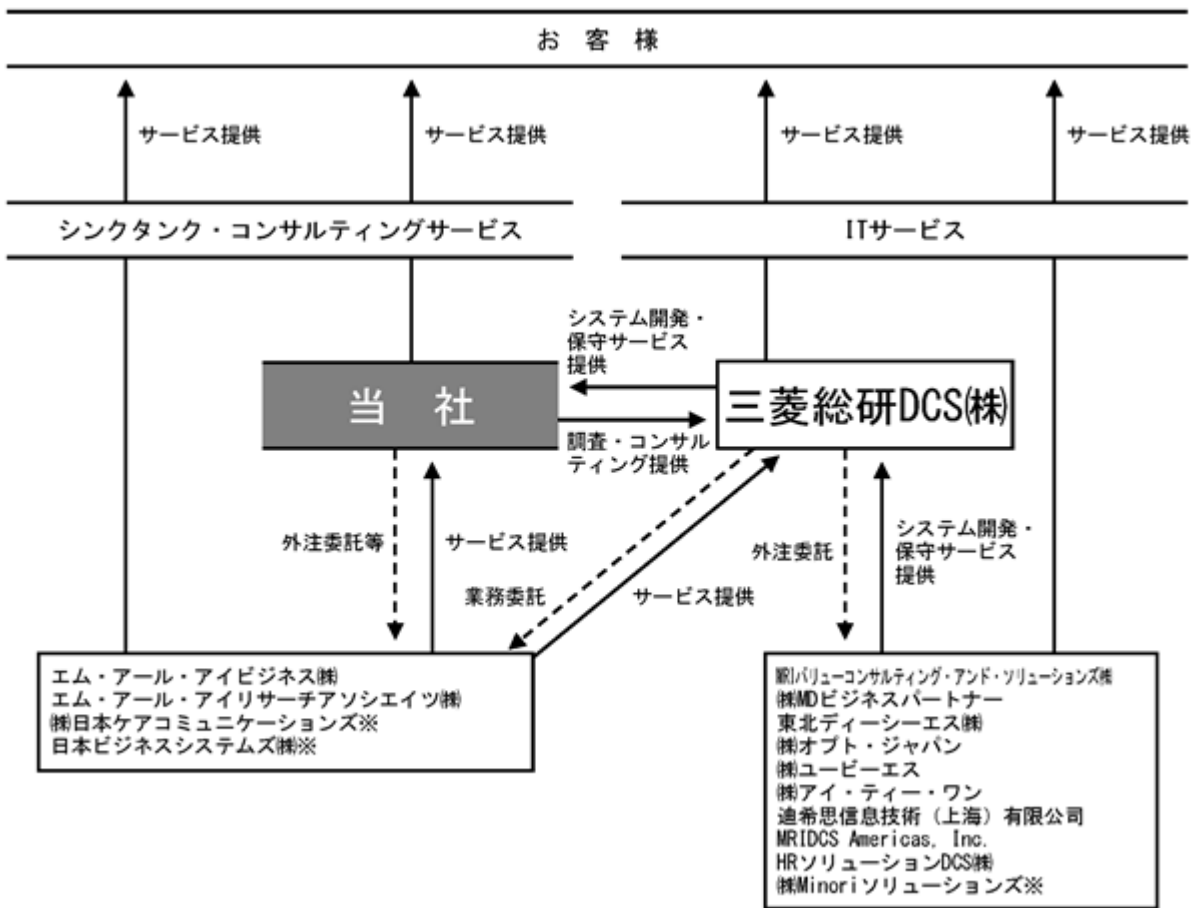 お 客 様
サービス提供
サービス提供
サービス提供
サービス提供
シンクタンク・コンサルティングサービス
ITサービス
システム開発・
保守サービス
提供
当 社
三菱総研DCS㈱
調査・コンサル
ティング提供
外注委託等
サービス提供
業務委託
サービス提供
外注委託
システム開発・
保守サービス
提供
エム・アール・アイビジネス㈱
エム・アール・アイリサーチアソシエイツ㈱
㈱日本ケアコミュニケーションズ※
日本ビジネスシステムズ㈱※
MRIバリューコンサルティング・アンド・ソリューションズ㈱
㈱MDビジネスパートナー
東北ディーシーエス㈱
㈱オプト・ジャパン
㈱ユービーエス
㈱アイ・ティー・ワン
迪希思信息技術（上海）有限公司
MRIDCS Americas, Inc.
HRソリューションDCS㈱
㈱Minoriソリューションズ※